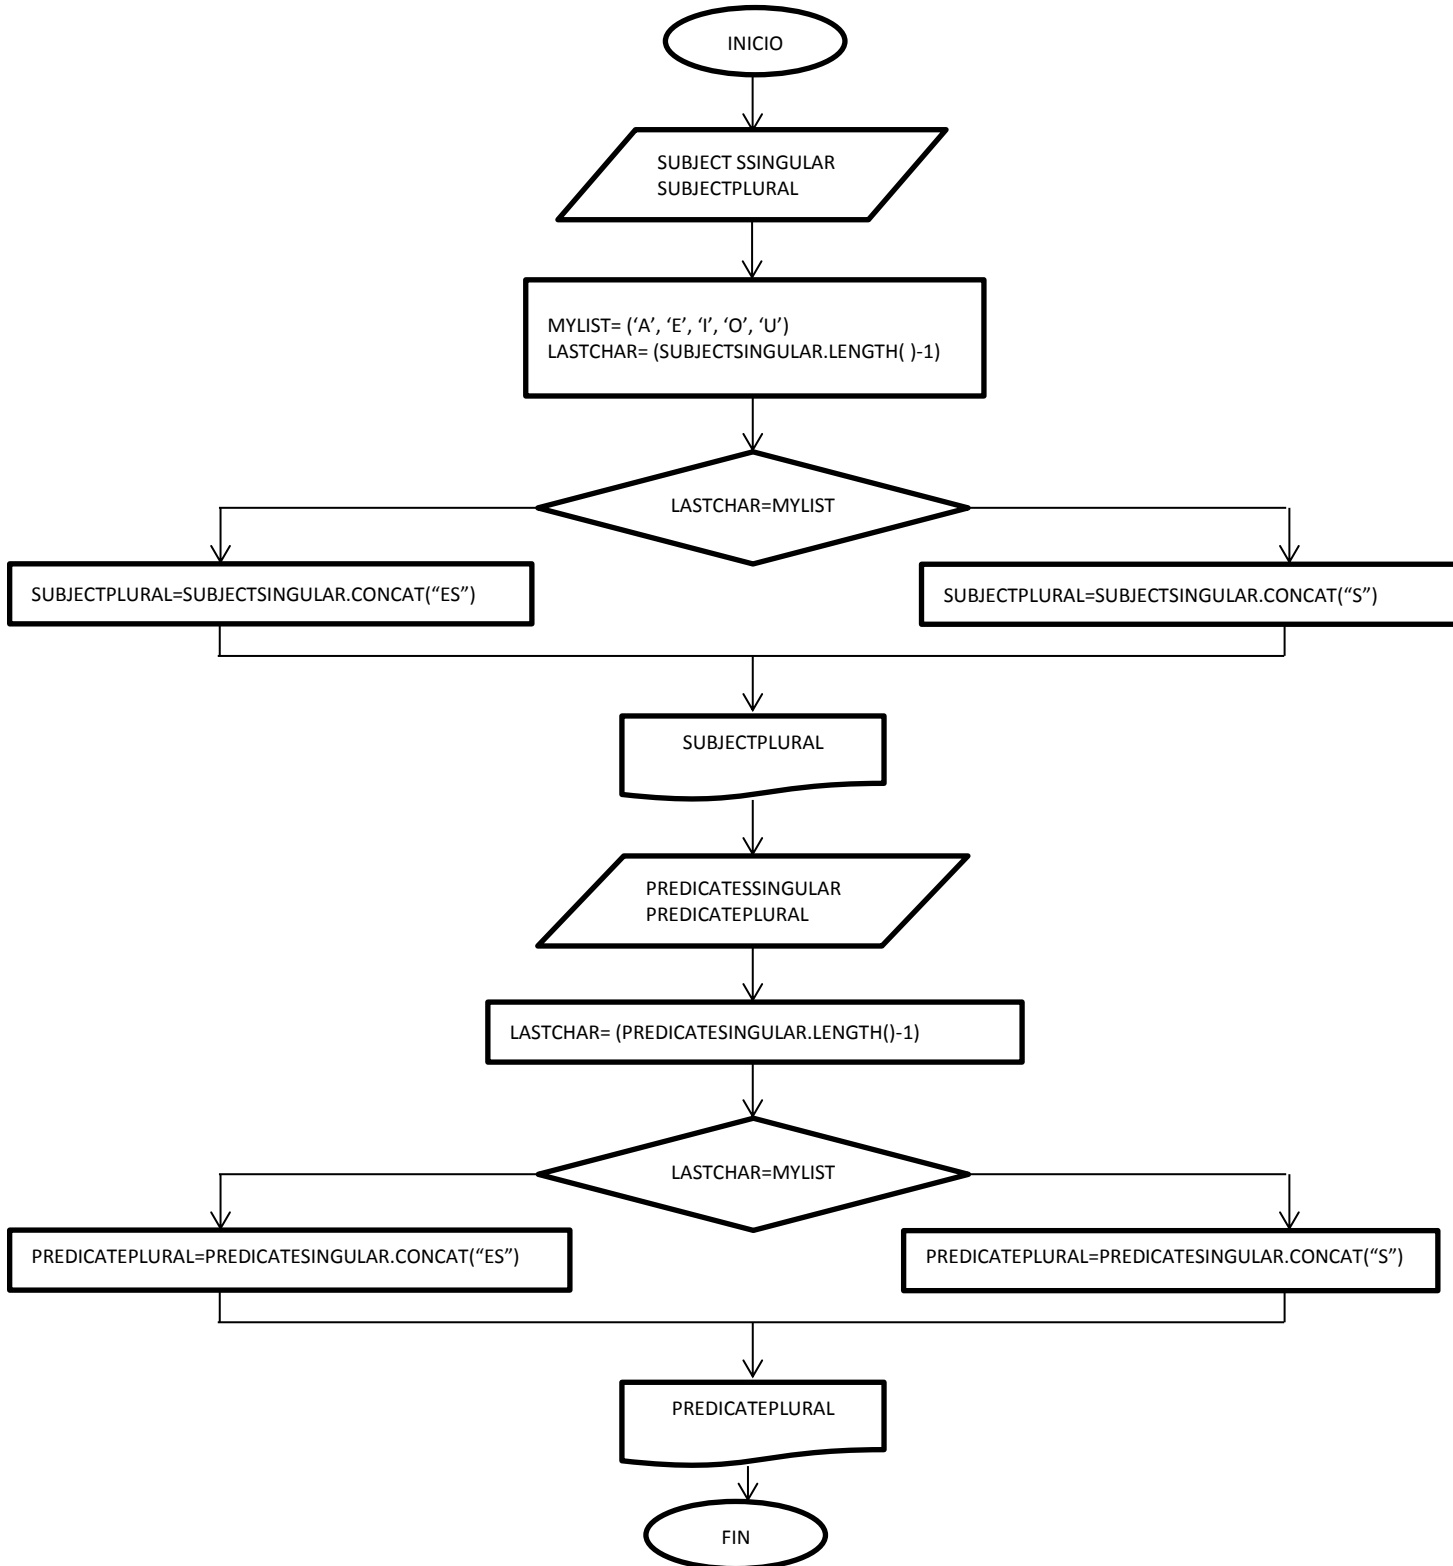 INICIO
SUBJECT SSINGULAR
SUBJECTPLURAL
MYLIST= (‘A’, ‘E’, ‘I’, ‘O’, ‘U’)
LASTCHAR= (SUBJECTSINGULAR.LENGTH( )-1)
LASTCHAR=MYLIST
SUBJECTPLURAL=SUBJECTSINGULAR.CONCAT(“ES”)
SUBJECTPLURAL=SUBJECTSINGULAR.CONCAT(“S”)
SUBJECTPLURAL
PREDICATESSINGULAR
PREDICATEPLURAL
LASTCHAR= (PREDICATESINGULAR.LENGTH()-1)
LASTCHAR=MYLIST
PREDICATEPLURAL=PREDICATESINGULAR.CONCAT(“ES”)
PREDICATEPLURAL=PREDICATESINGULAR.CONCAT(“S”)
PREDICATEPLURAL
FIN